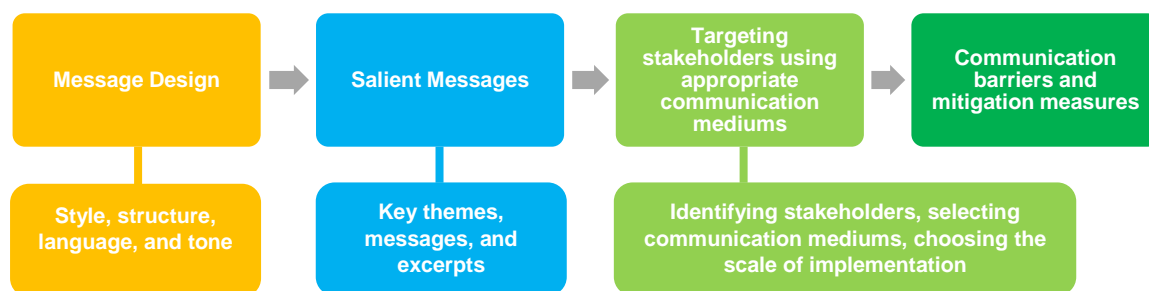 Message Design
Salient Messages
Targeting
stakeholders using
appropriate
communication
mediums
Communication
barriers and
mitigation measures
Style, structure,
language, and tone
Key themes,
messages, and
excerpts
Identifying stakeholders, selecting
communication mediums, choosing the
scale of implementation